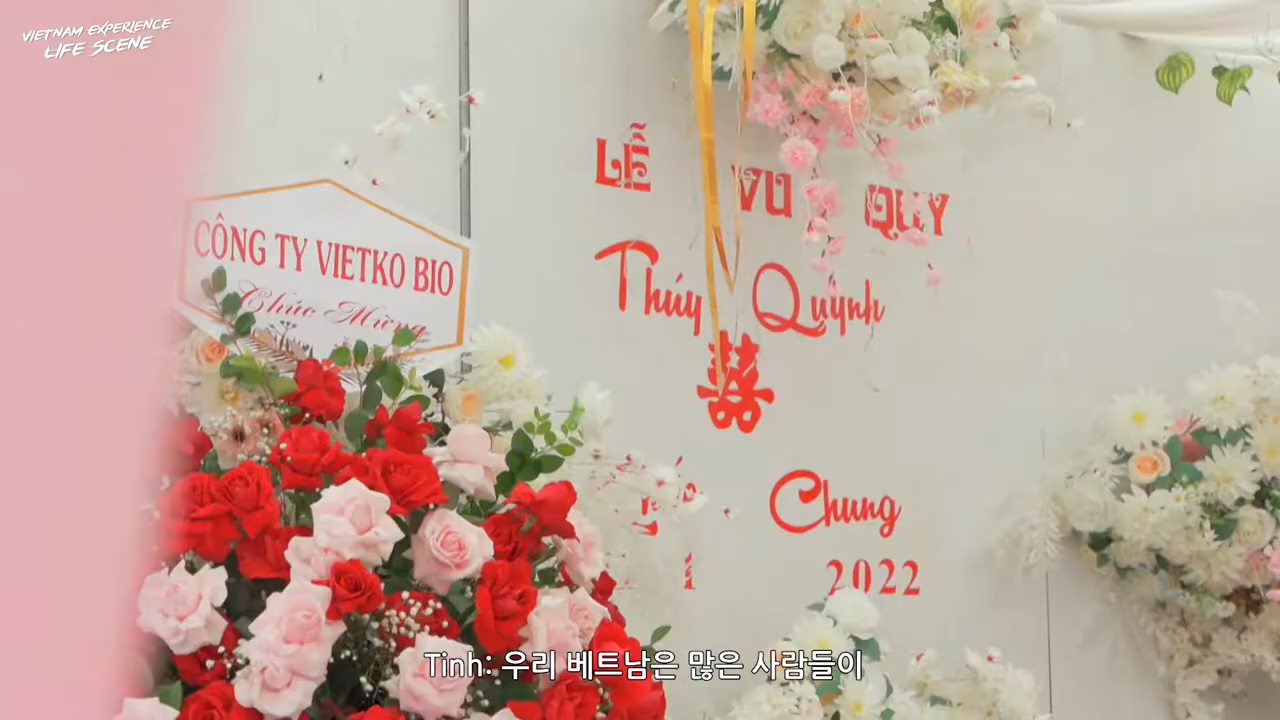 VIETNAM EXPERIENCE
LIFE SCENE
LỄ VU QUY
CÔNG TY VIETKO BIO
Chúc Mừng
Thúy Quỳnh
囍
Chung
2022
Tinh: 우리 베트남은 많은 사람들이